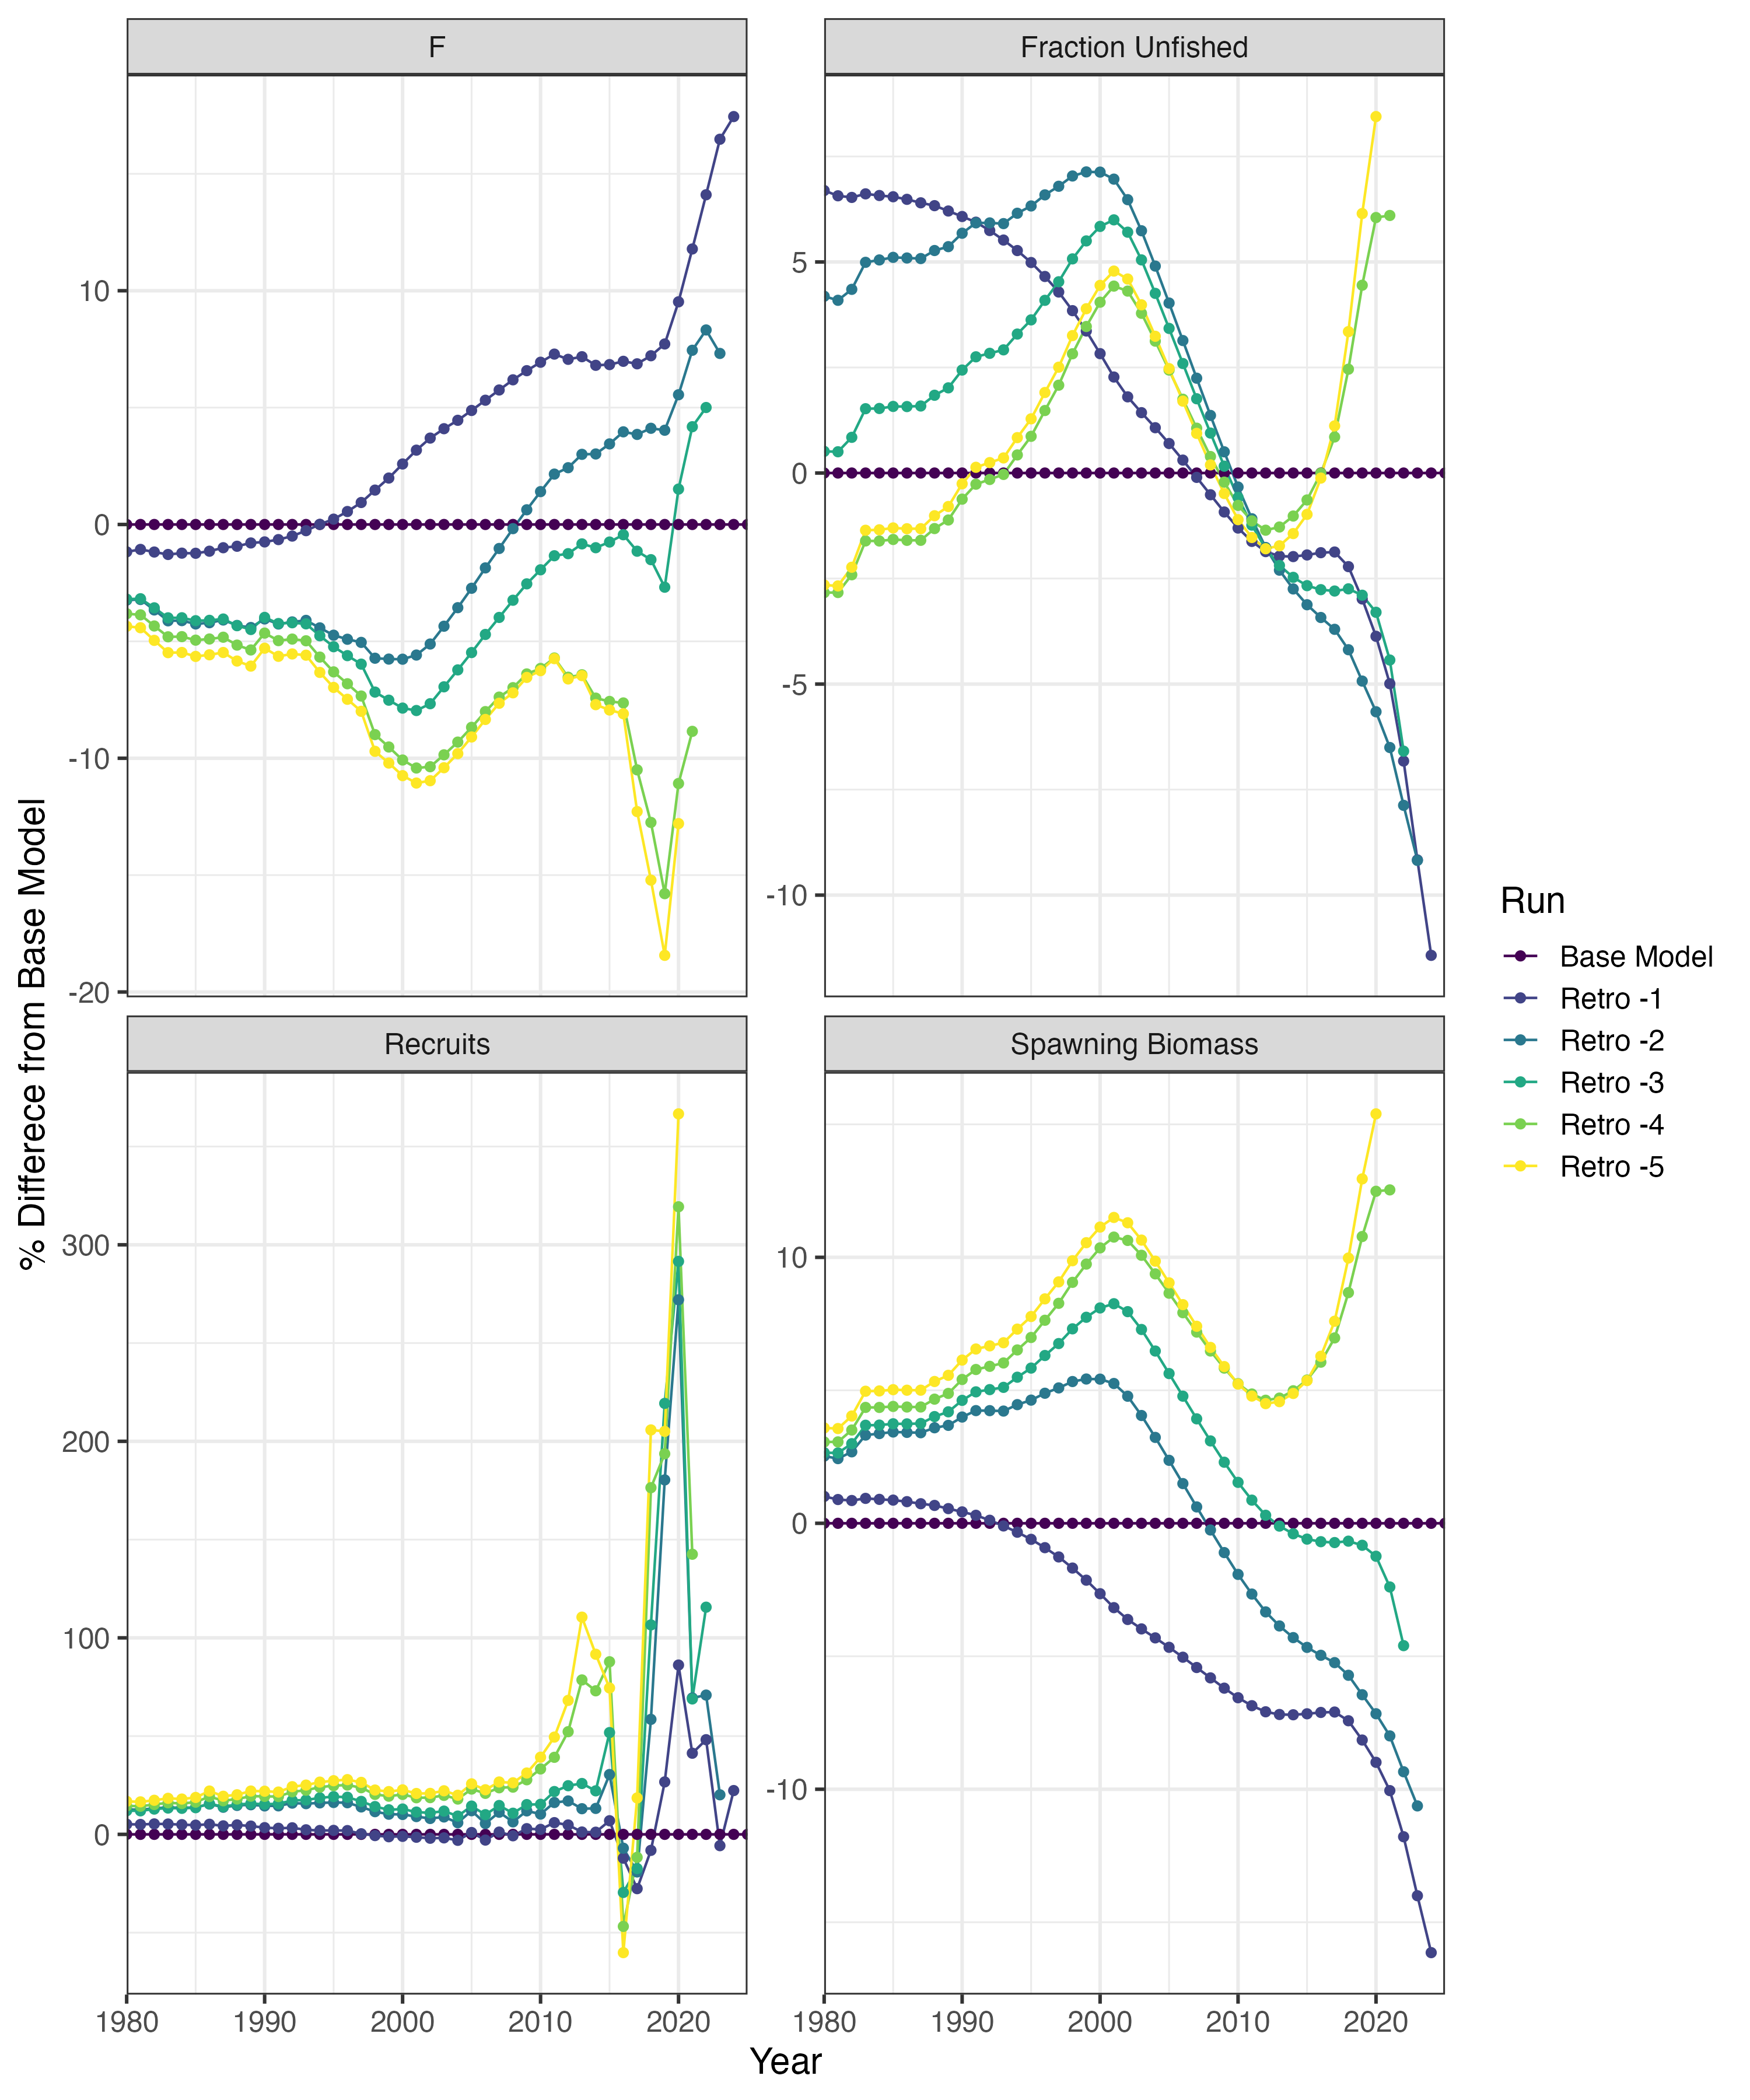 F
Fraction Unfished
10
0
-10
-20
5
0
-5
-10
% Differece from Base Model
Recruits
Spawning Biomass
300
200
100
0
10
0
-10
1980 1990 2000 2010 2020
1980 1990 2000 2010 2020
Year
Run
Base Model
Retro -1
Retro -2
Retro -3
Retro -4
Retro -5